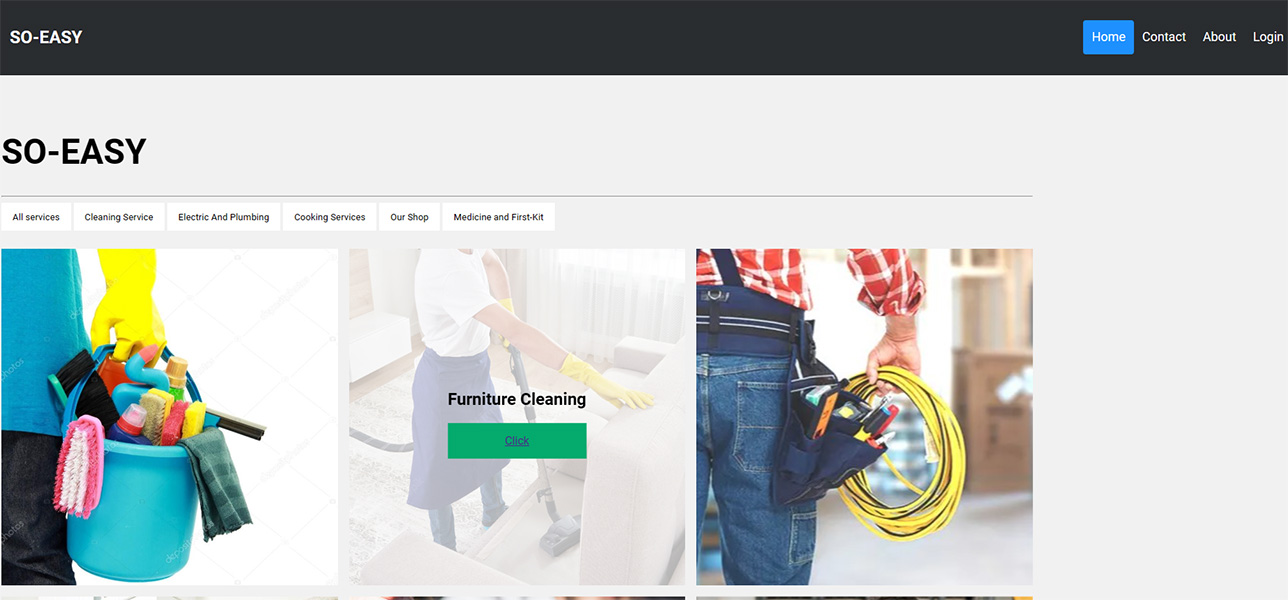 SO-EASY
Home Contact About Login
SO-EASY
All services Cleaning Service Electric And Plumbing Cooking Services Our Shop Medicine and First-Kit
Furniture Cleaning
Click